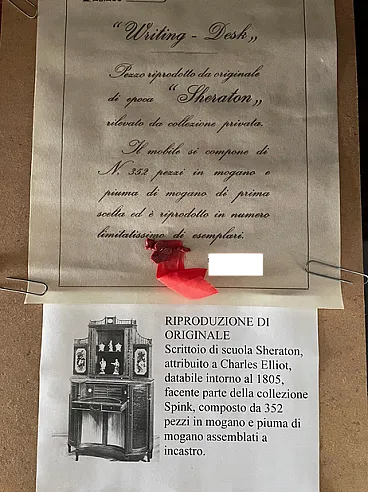 “Writing - Desk„
Pezzo riprodotto da originale
di epoca “Sheraton„
rilevato da collezione privata.
Il mobile si compone di
N. 352 pezzi in mogano e
piuma di mogano di prima
scelta ed è riprodotto in numero
limitatissimo di esemplari.
RIPRODUZIONE DI
ORIGINALE
Scrittoio di scuola Sheraton,
attribuito a Charles Elliot,
databile intorno al 1805,
facente parte della collezione
Spink, composto da 352
pezzi in mogano e piuma di
mogano assemblati a
incastro.